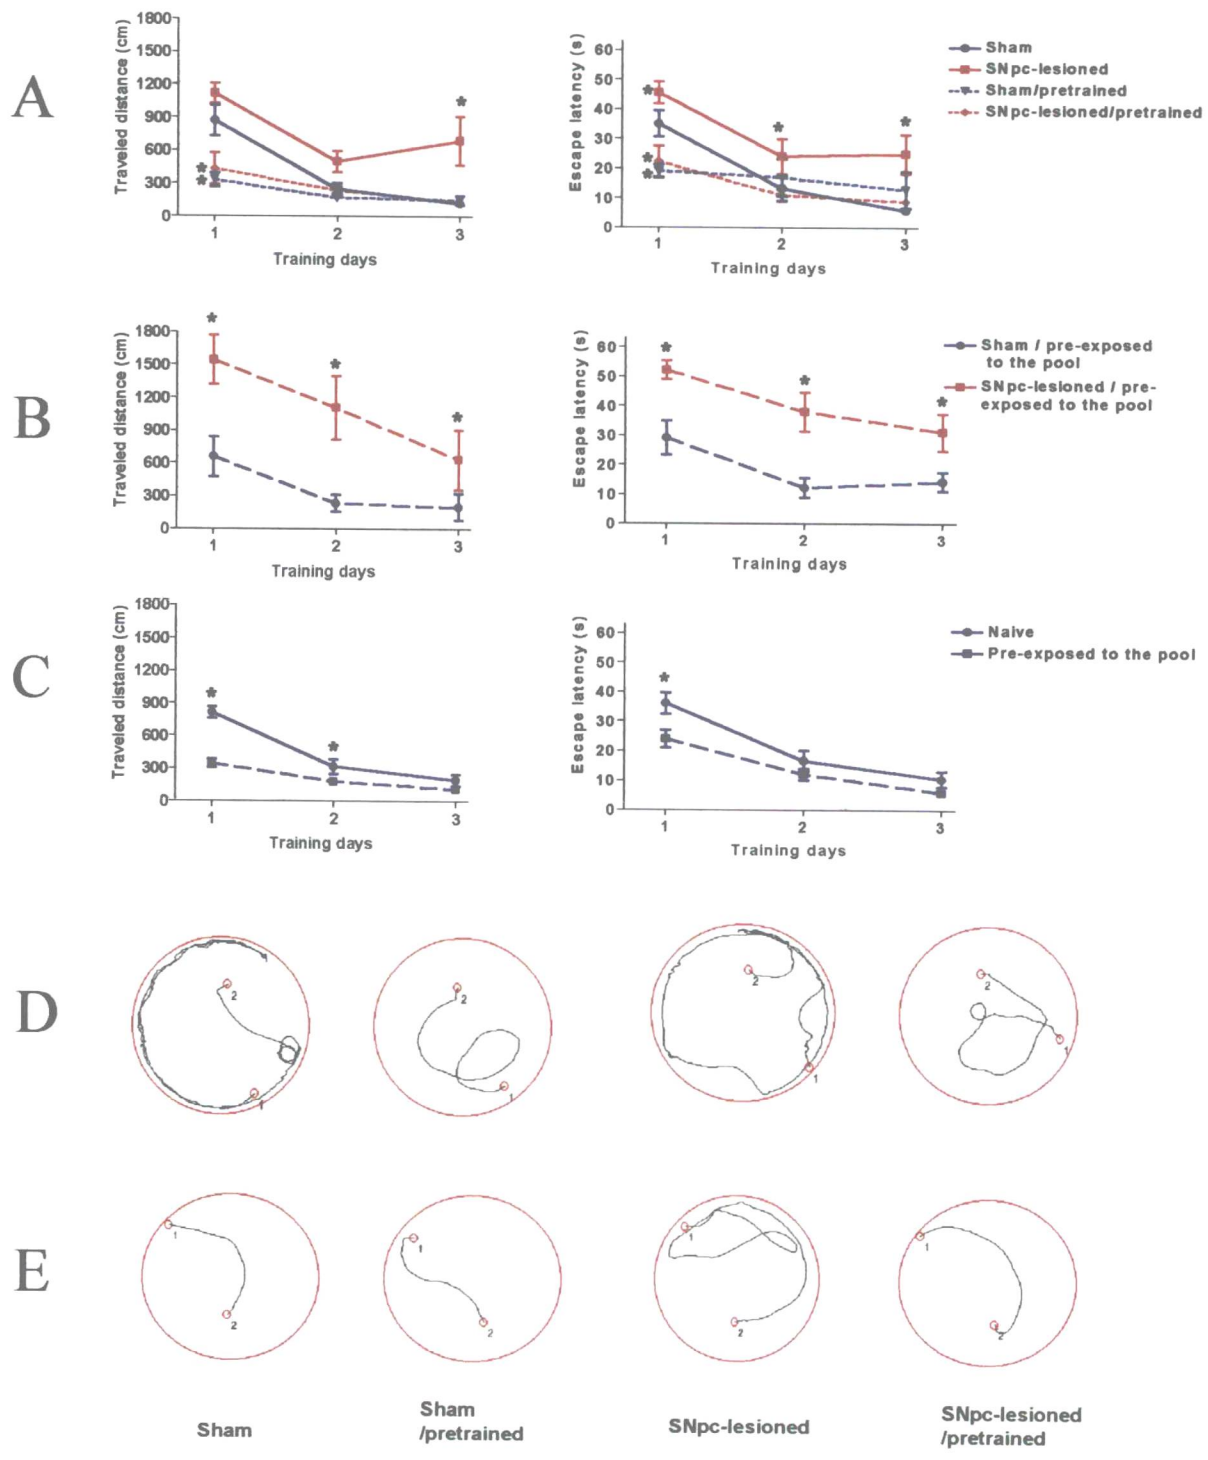 A
Traveled distance (cm)
1800
1500
1200
900
600
300
0
*
*
*
1
2
3
Training days
Escape latency (s)
60
50
40
30
20
10
0
*
*
*
*
*
1
2
3
Training days
Sham
SNpc-lesioned
Sham/pretrained
SNpc-lesioned/pretrained
B
Traveled distance (cm)
1800
1500
1200
900
600
300
0
*
*
*
1
2
3
Training days
Escape latency (s)
60
50
40
30
20
10
0
*
*
*
1
2
3
Training days
Sham / pre-exposed
to the pool
SNpc-lesioned / pre-
exposed to the pool
C
Traveled distance (cm)
1800
1500
1200
900
600
300
0
*
*
1
2
3
Training days
Escape latency (s)
60
50
40
30
20
10
0
*
1
2
3
Training days
Naive
Pre-exposed to the pool
D
2
1
2
1
2
1
2
1
E
1
2
1
2
1
2
1
2
Sham
Sham
/pretrained
SNpc-lesioned
SNpc-lesioned
/pretrained